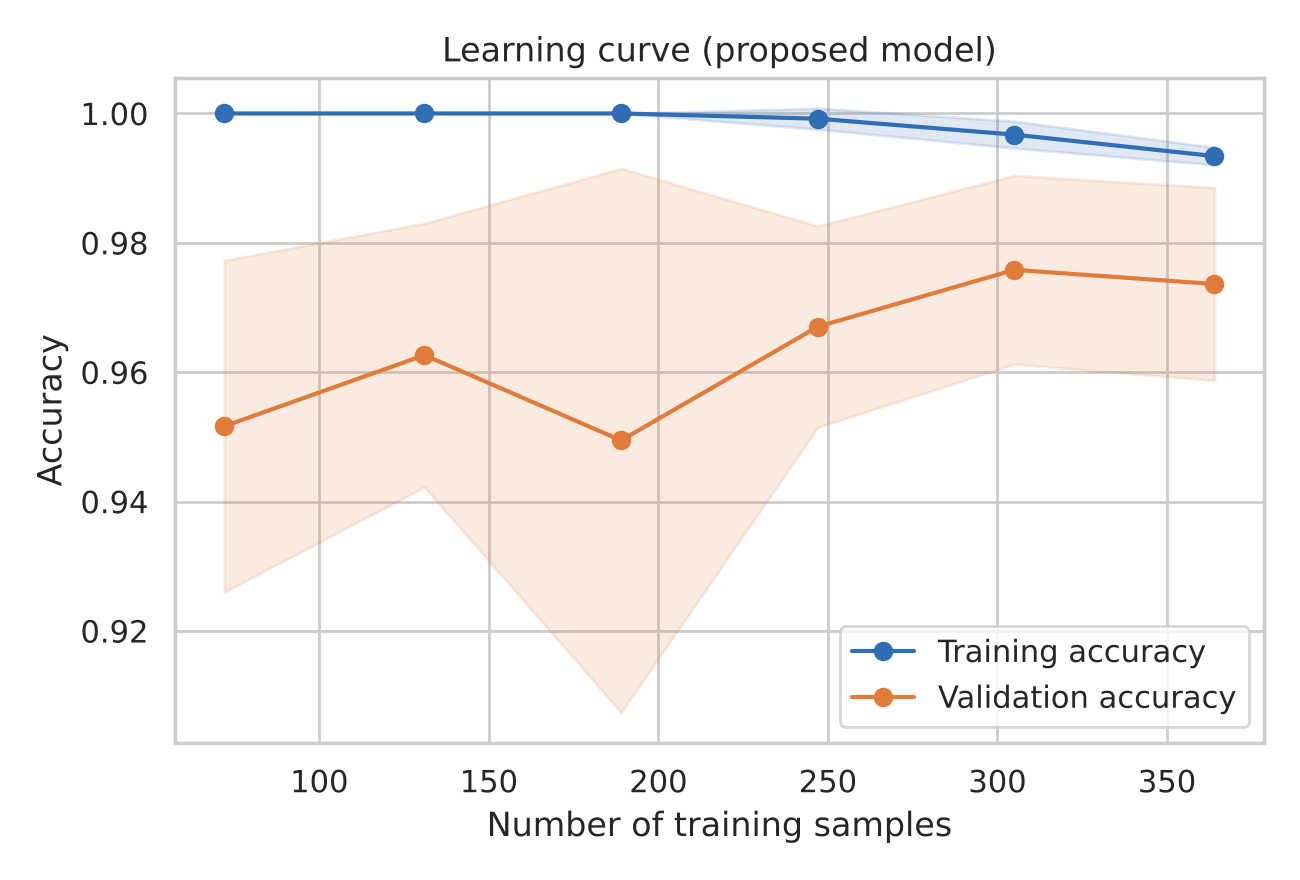 Learning curve (proposed model)
1.00
0.98
0.96
0.94
0.92
Accuracy
100 150 200 250 300 350
Number of training samples
Training accuracy
Validation accuracy